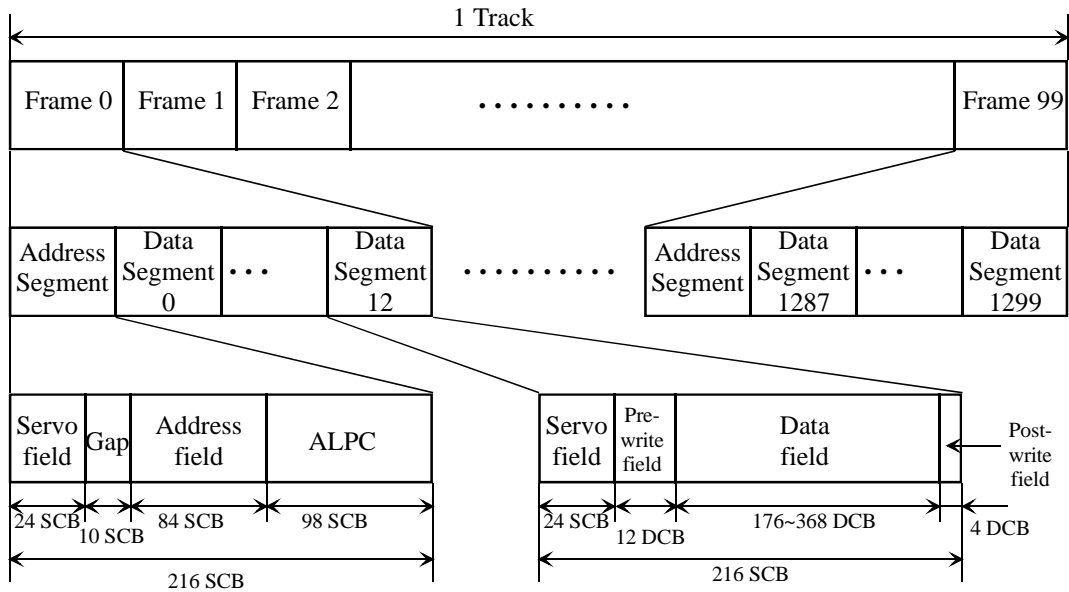 1 Track
Frame 0
Frame 1
Frame 2
..........
Frame 99
Address
Segment
Data
Segment
0
...
Data
Segment
12
..........
Address
Segment
Data
Segment
1287
...
Data
Segment
1299
Servo
field
Gap
Address
field
ALPC
Servo
field
Pre-
write
field
Data
field
Post-
write
field
24 SCB
10 SCB
84 SCB
98 SCB
216 SCB
24 SCB
12 DCB
176~368 DCB
4 DCB
216 SCB